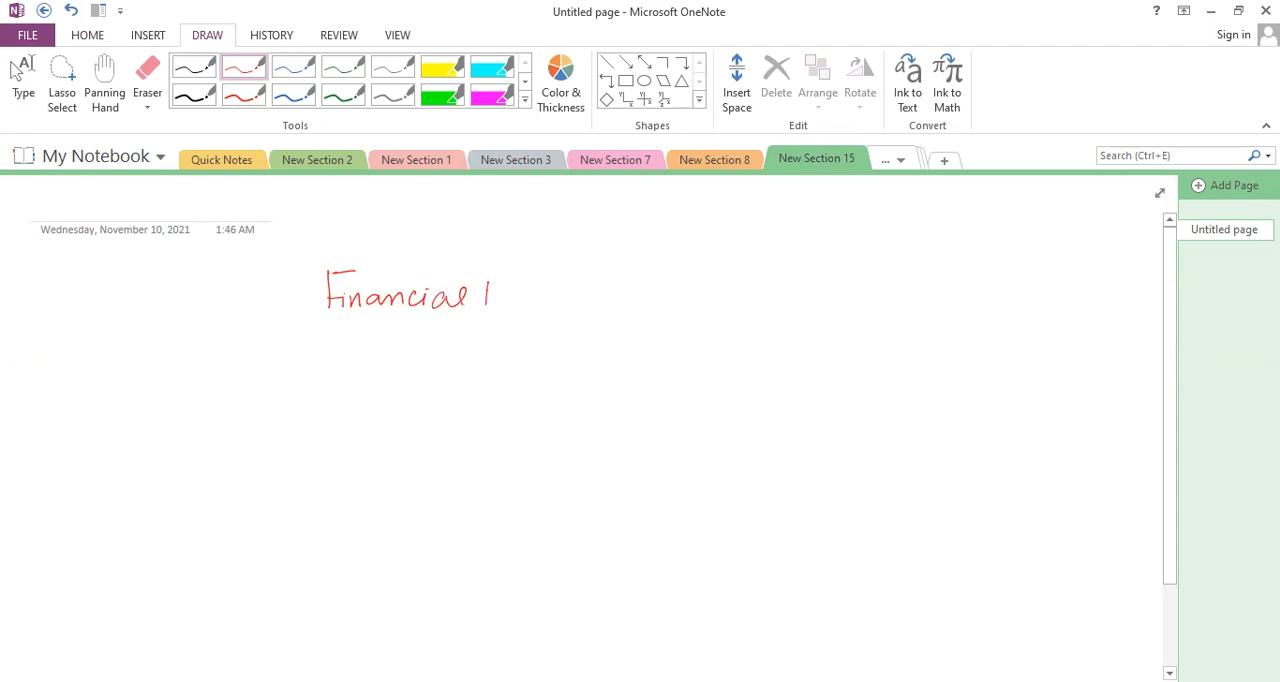 Untitled page - Microsoft OneNote
?
FILE HOME INSERT DRAW HISTORY REVIEW VIEW
Sign in
Type
Lasso Select
Panning Hand
Eraser
Color & Thickness
Insert Space
Delete
Arrange
Rotate
Ink to Text
Ink to Math
Tools
Shapes
Edit
Convert
My Notebook
Quick Notes
New Section 2
New Section 1
New Section 3
New Section 7
New Section 8
New Section 15
...
Search (Ctrl+E)
Add Page
Untitled page
Wednesday, November 10, 2021 1:46 AM
Financial